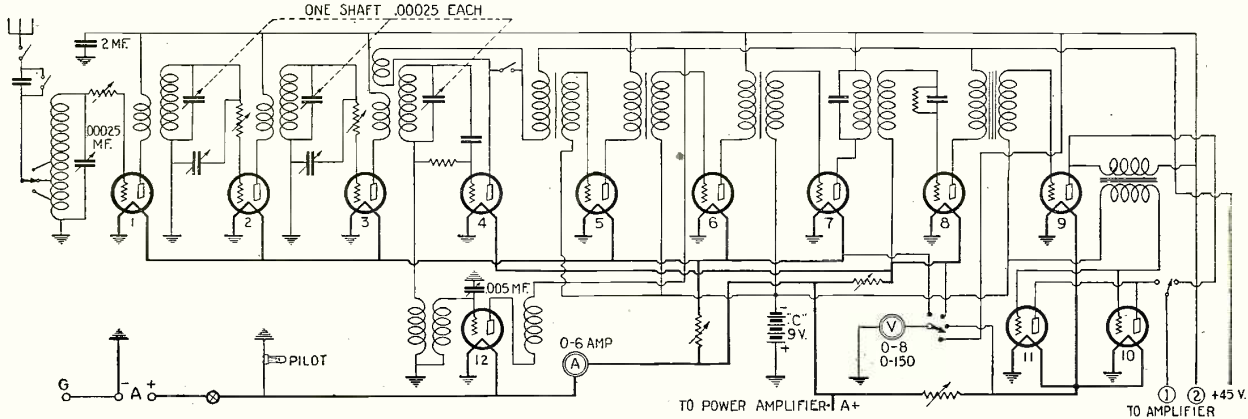 ONE SHAFT .00025 EACH
2 MF.
.00025
MF.
1
2
3
4
5
6
7
8
9
.005 MF.
12
0-6 AMP
A
"C"
9 V.
-
+
V
0-8
0-150
11
10
PILOT
G
- A +
TO POWER AMPLIFIER A+
1
2
+45 V.
TO AMPLIFIER